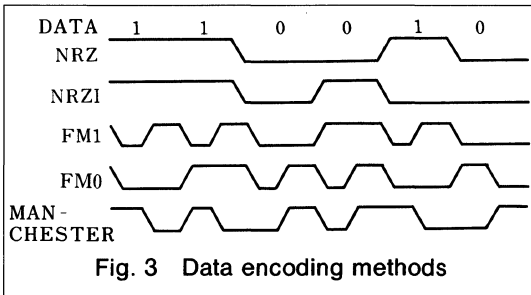 DATA 1 1 0 0 1 0
NRZ
NRZI
FM1
FM0
MAN-
CHESTER
Fig. 3 Data encoding methods